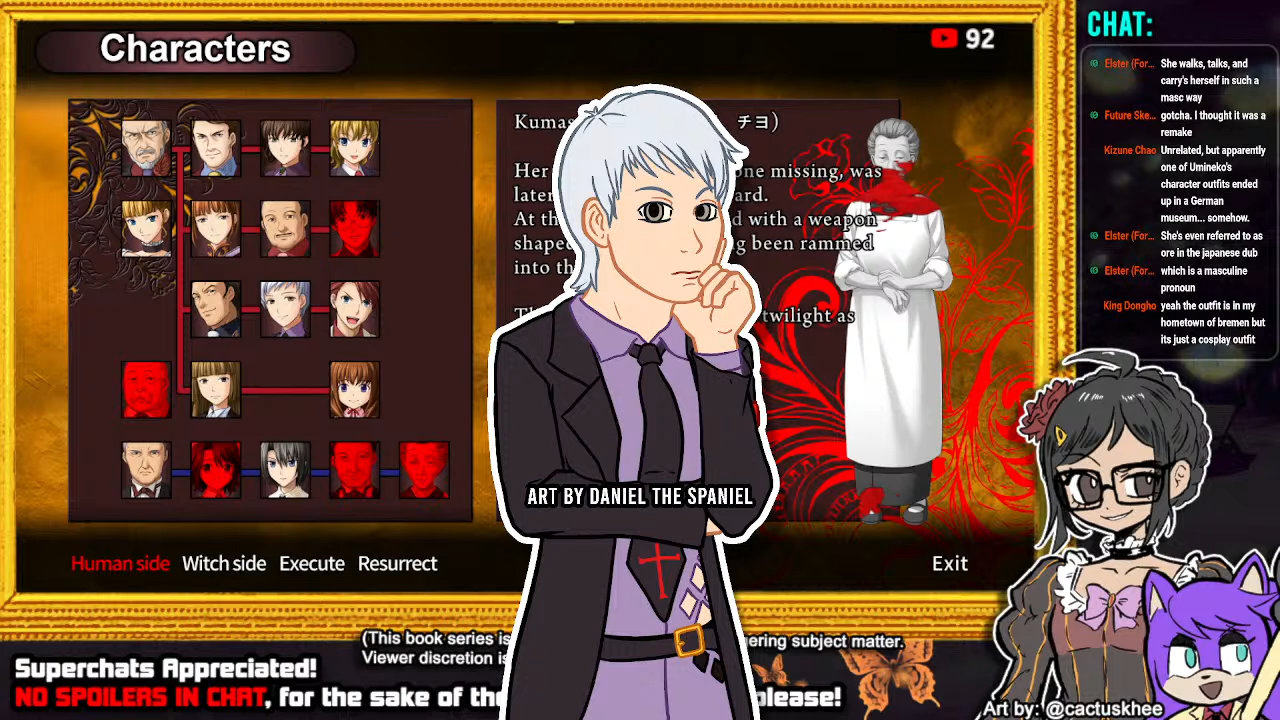 Characters
92
CHAT:
Elster (For... She walks, talks, and
carry's herself in such a
masc way
Future Ske... gotcha. I thought it was a
remake
Kizune Chao Unrelated, but apparently
one of Umineko's
character outfits ended
up in a German
museum... somehow.
Elster (For... She's even referred to as
ore in the japanese dub
Elster (For... which is a masculine
pronoun
King Dongho yeah the outfit is in my
hometown of bremen but
its just a cosplay outfit
Kumas チヨ)
Her one missing, was
later ard.
At th d with a weapon
shaped g been rammed
into th
Th twilight as
ART BY DANIEL THE SPANIEL
Human side Witch side Execute Resurrect Exit
(This book series is ering subject matter.
Viewer discretion is
Superchats Appreciated!
NO SPOILERS IN CHAT, for the sake of the please!
Art by: @cactuskhee